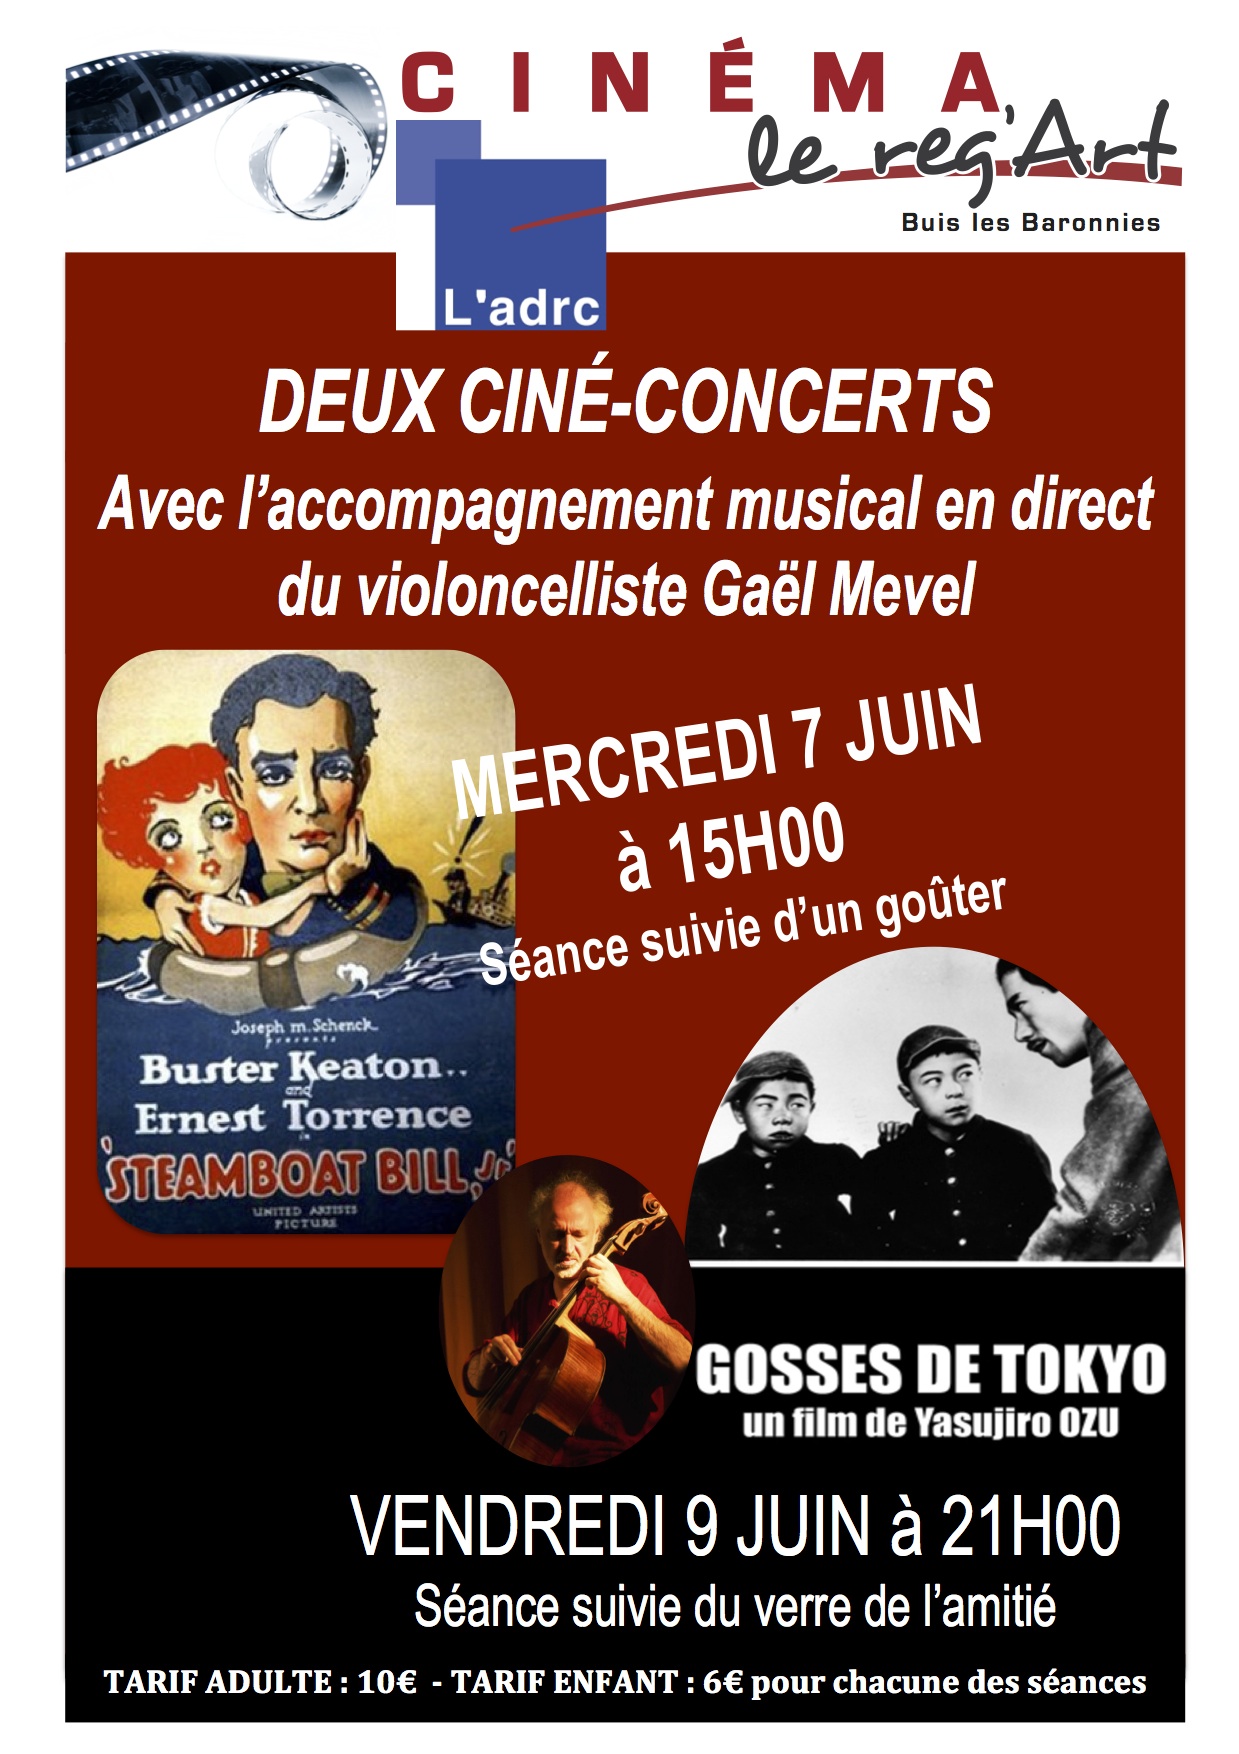 CINÉMA
le reg'Art
Buis les Baronnies
L'adrc
DEUX CINÉ-CONCERTS
Avec l’accompagnement musical en direct
du violoncelliste Gaël Mevel
MERCREDI 7 JUIN
à 15H00
Séance suivie d’un goûter
Joseph m. Schenck
presents
Buster Keaton..
and
Ernest Torrence
in
'STEAMBOAT BILL, Jr.'
UNITED ARTISTS
PICTURE
GOSSES DE TOKYO
un film de Yasujiro OZU
VENDREDI 9 JUIN à 21H00
Séance suivie du verre de l’amitié
TARIF ADULTE : 10€ - TARIF ENFANT : 6€ pour chacune des séances